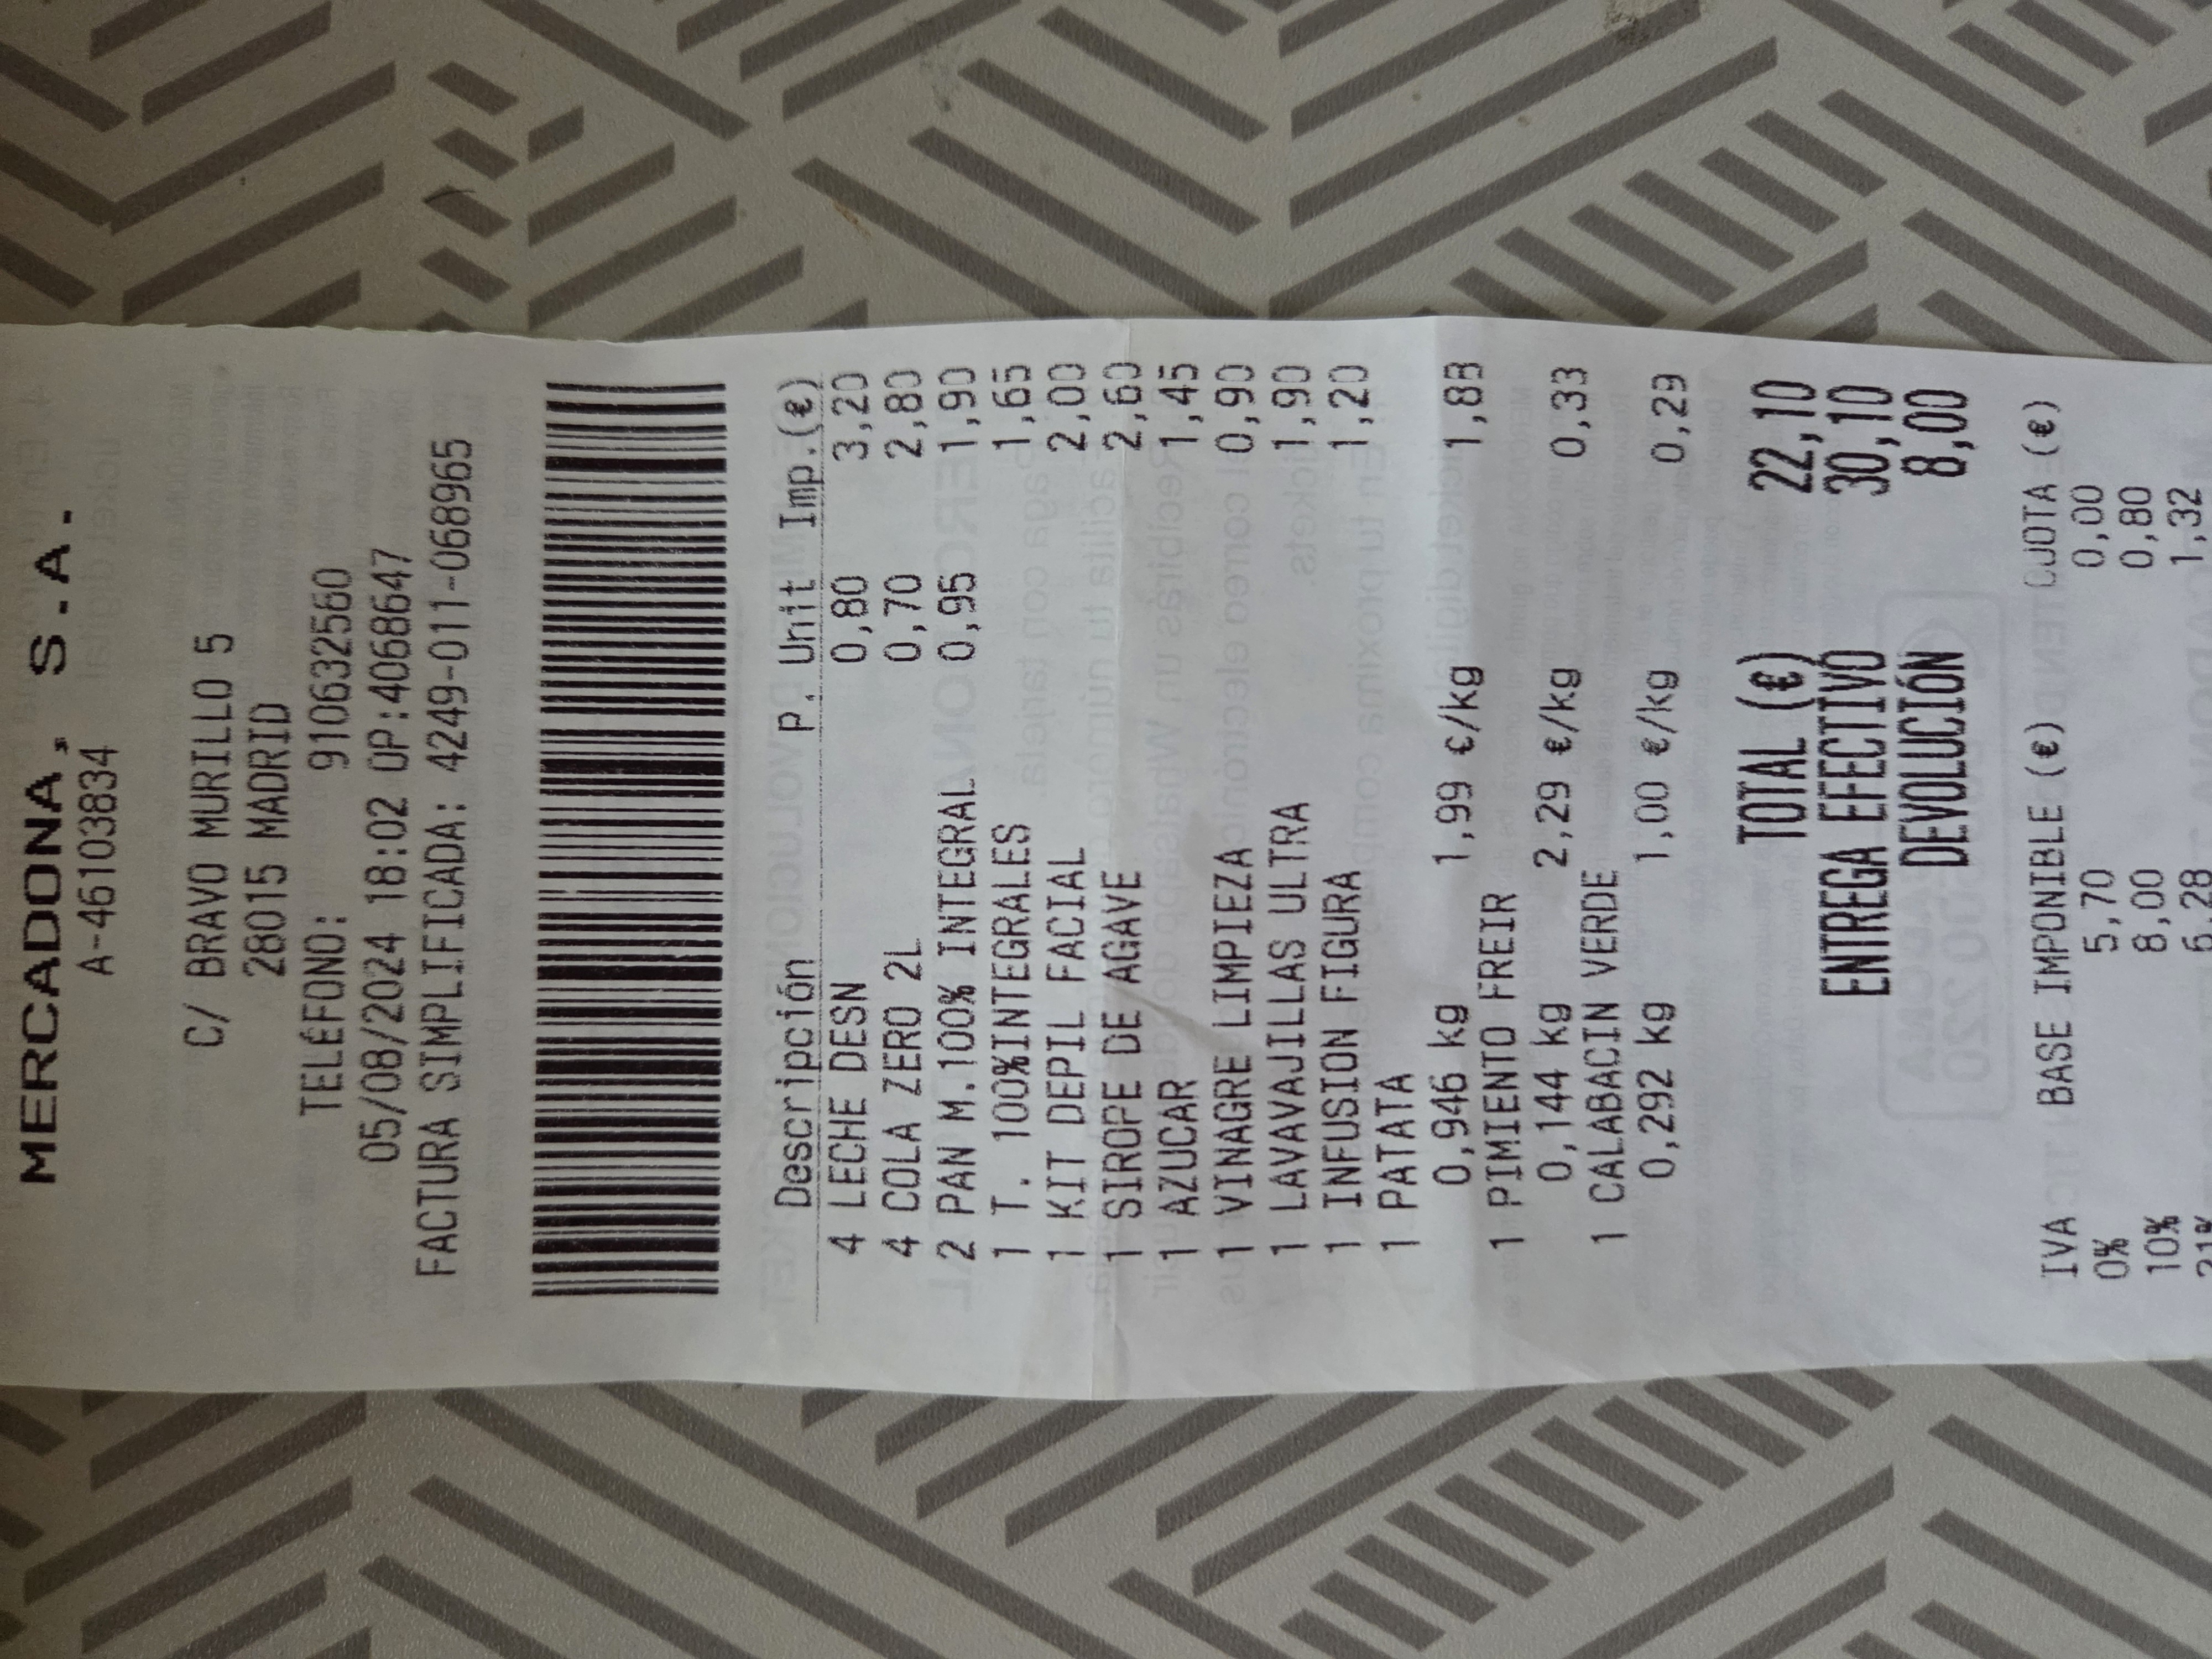 MERCADONA, S.A.
A-46103834
C/ BRAVO MURILLO 5
28015 MADRID
TELÉFONO: 910632560
05/08/2024 18:02 OP:4068647
FACTURA SIMPLIFICADA: 4249-011-068965
Descripción P. Unit Imp.(€)
4 LECHE DESN 0,80 3,20
4 COLA ZERO 2L 0,70 2,80
2 PAN M.100% INTEGRAL 0,95 1,90
1 T. 100%INTEGRALES 1,65
1 KIT DEPIL FACIAL 2,00
1 SIROPE DE AGAVE 2,60
1 AZUCAR 1,45
1 VINAGRE LIMPIEZA 0,90
1 LAVAVAJILLAS ULTRA 1,90
1 INFUSION FIGURA 1,20
1 PATATA
0,946 kg 1,99 €/kg 1,88
1 PIMIENTO FREIR
0,144 kg 2,29 €/kg 0,33
1 CALABACIN VERDE
0,292 kg 1,00 €/kg 0,29
TOTAL (€) 22,10
ENTREGA EFECTIVO 30,10
DEVOLUCIÓN 8,00
IVA BASE IMPONIBLE (€) CUOTA (€)
0% 5,70 0,00
10% 8,00 0,80
21% 6,28 1,32